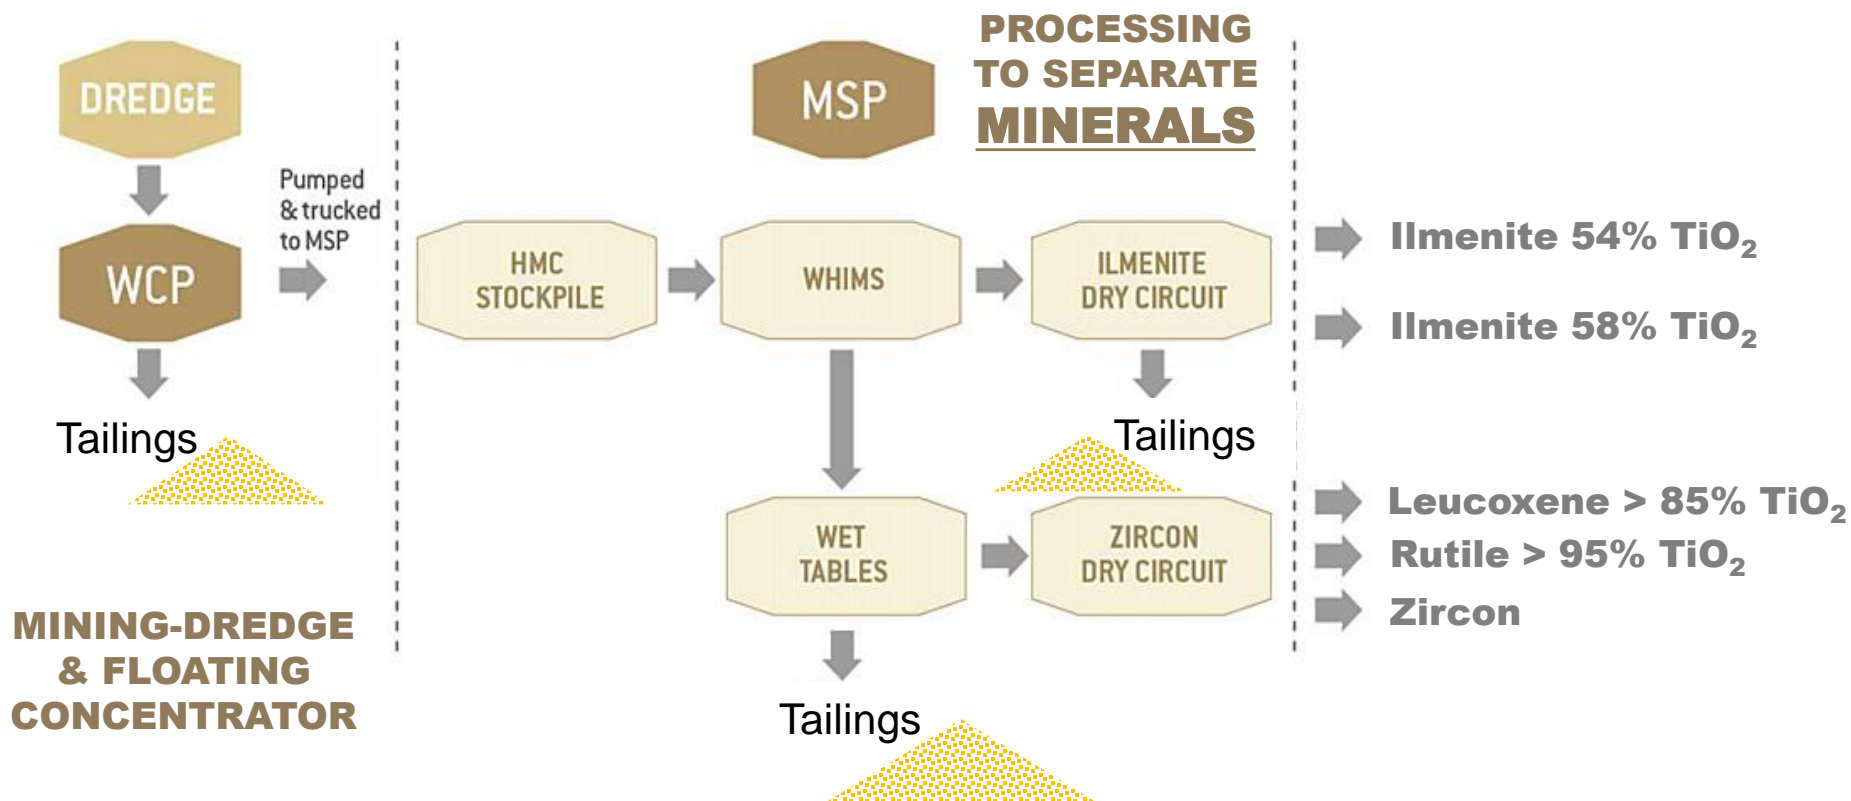 DREDGE
WCP
Pumped
& trucked
to MSP
Tailings
MINING-DREDGE
& FLOATING
CONCENTRATOR
MSP
PROCESSING
TO SEPARATE
MINERALS
HMC
STOCKPILE
WHIMS
ILMENITE
DRY CIRCUIT
Tailings
WET
TABLES
ZIRCON
DRY CIRCUIT
Tailings
Ilmenite 54% TiO₂
Ilmenite 58% TiO₂
Leucoxene > 85% TiO₂
Rutile > 95% TiO₂
Zircon